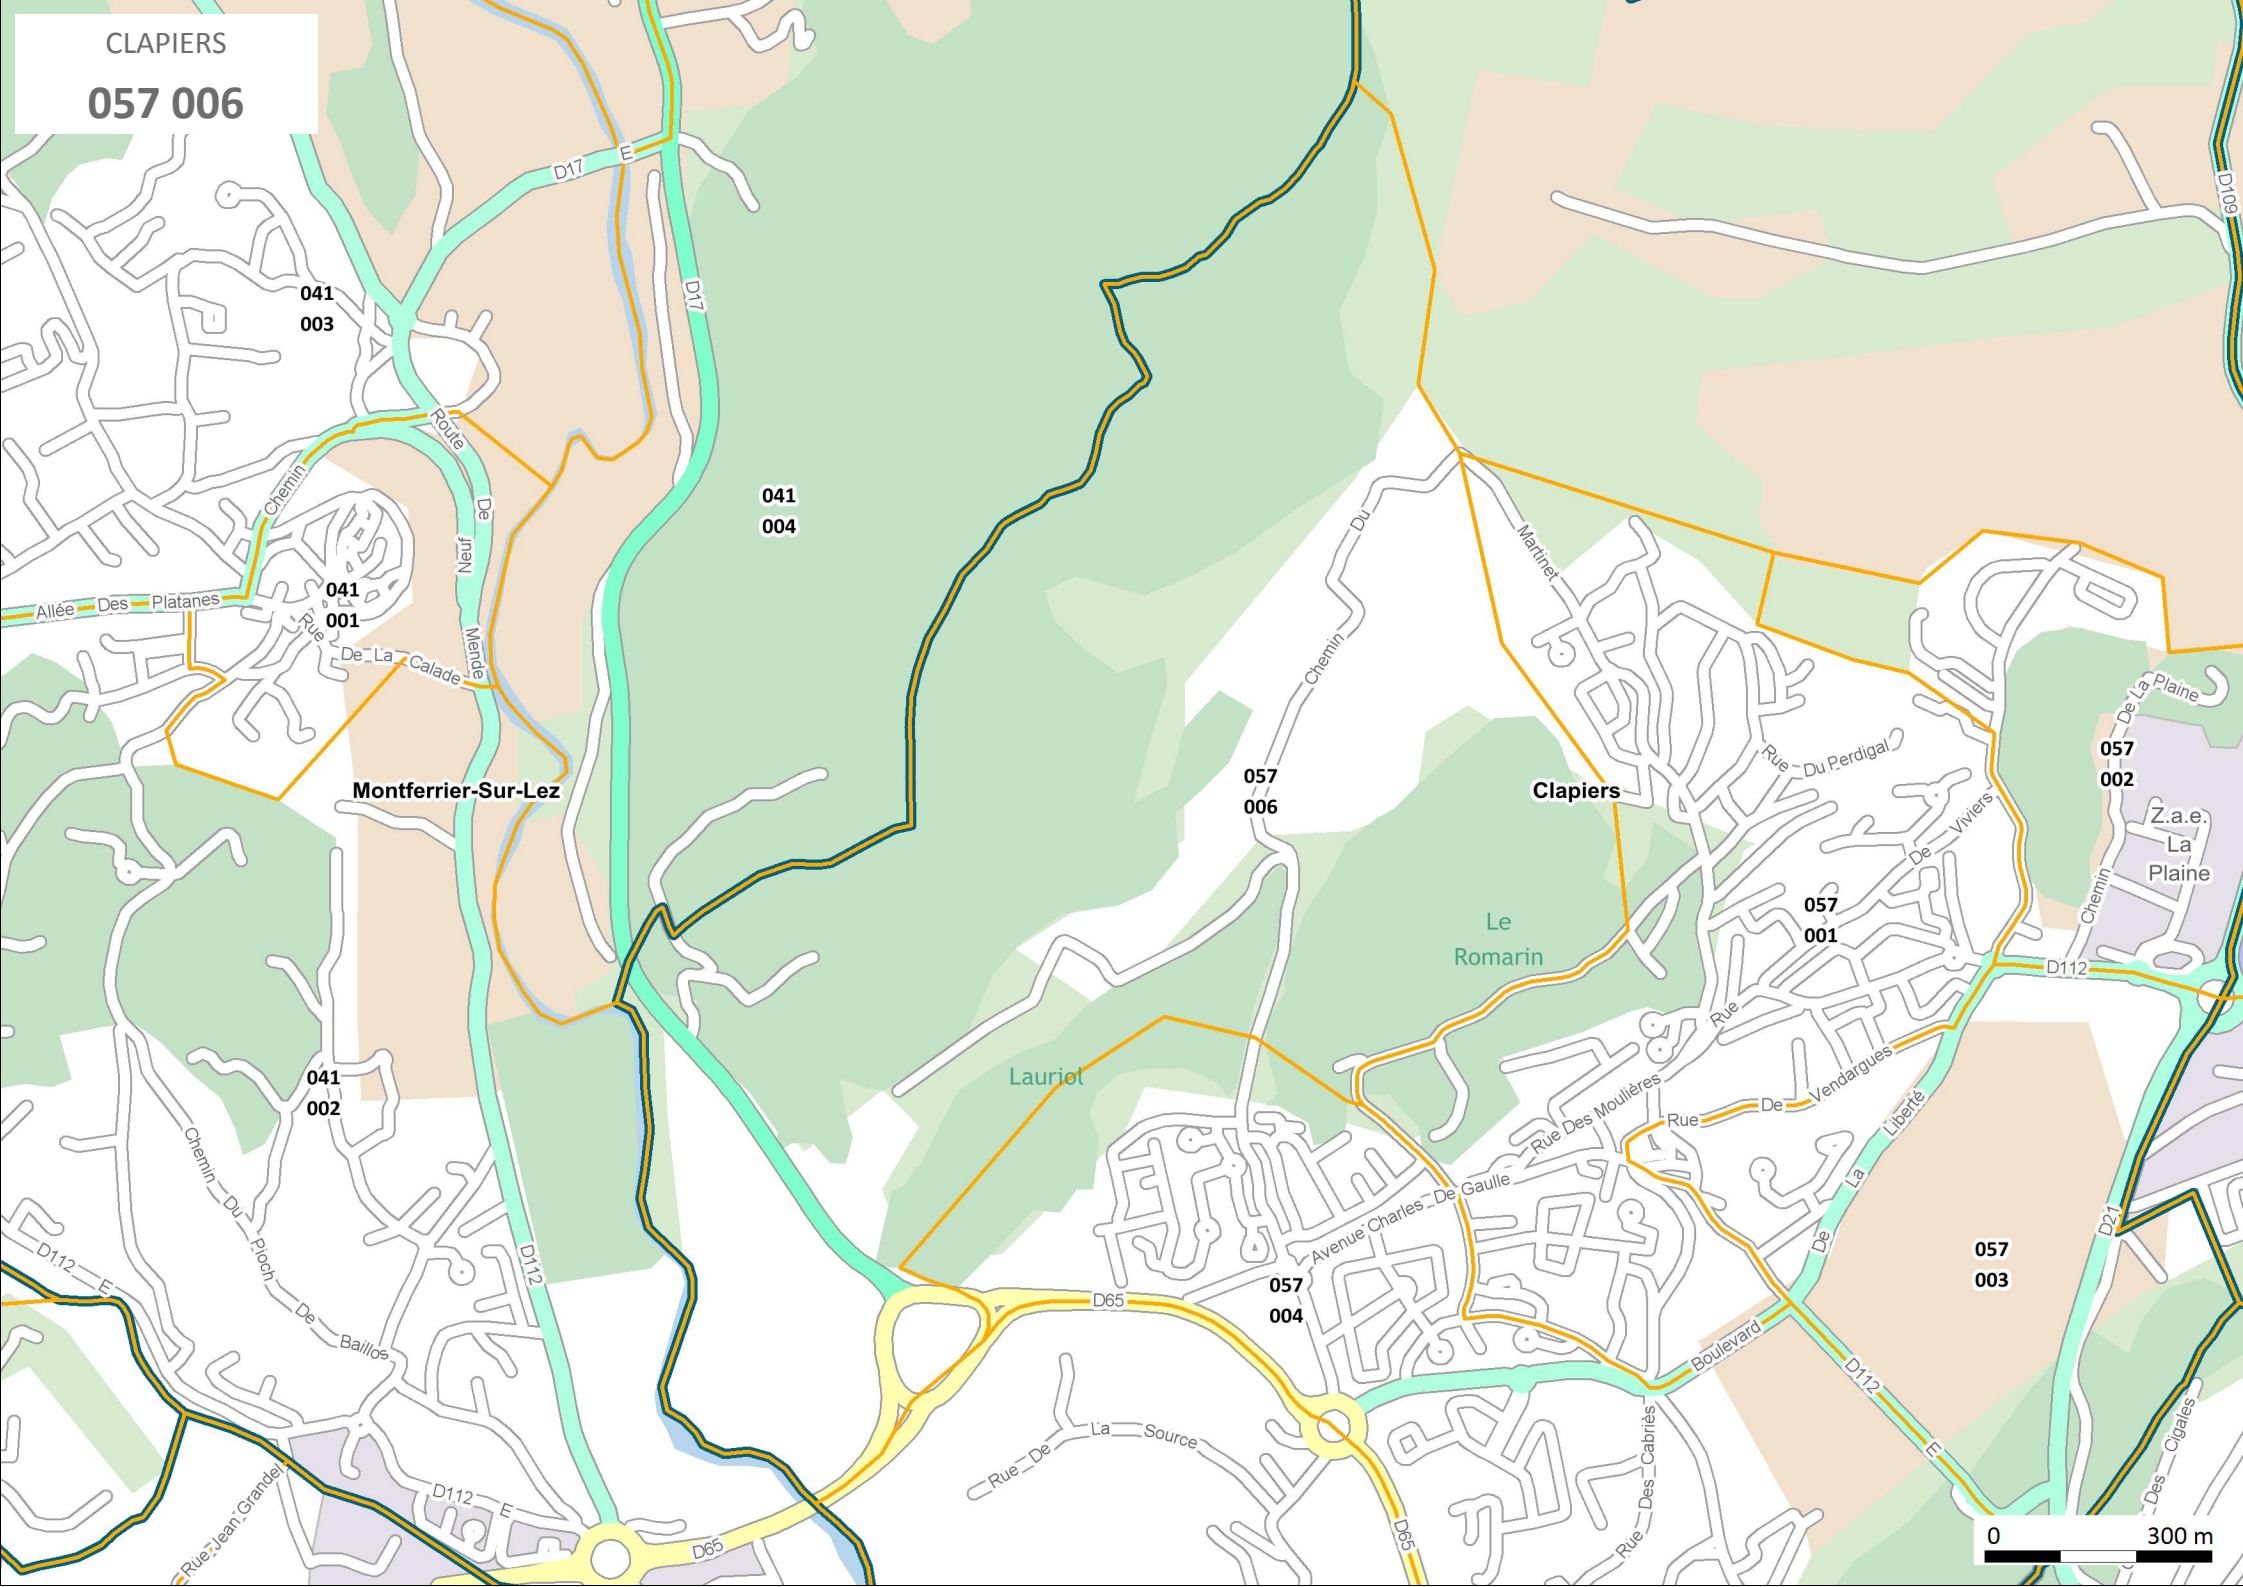 CLAPIERS
057 006
D17
E
D17
D109
041
003
Route
De
Neuf
Mende
Chemin
041
004
Du
Martinet
Chemin
Allée Des Platanes
041
001
Rue
De La Calade
Montferrier-Sur-Lez
057
006
Clapiers
Rue Du Perdigal
De Viviers
De La Plaine
057
002
Z.a.e.
La
Plaine
Chemin
Le
Romarin
057
001
D112
Rue
Lauriol
041
002
Rue Des Moulières
Rue De Vendargues
Liberté
La
De
Boulevard
Avenue Charles De Gaulle
Chemin Du Pioch De Baillos
D112
D112 E
D21
057
003
057
004
D65
D112
E
Rue De La Source
Rue Des Cabriès
Des Cigales
Rue Jean Grandel
D112 E
D65
D65
0 300 m